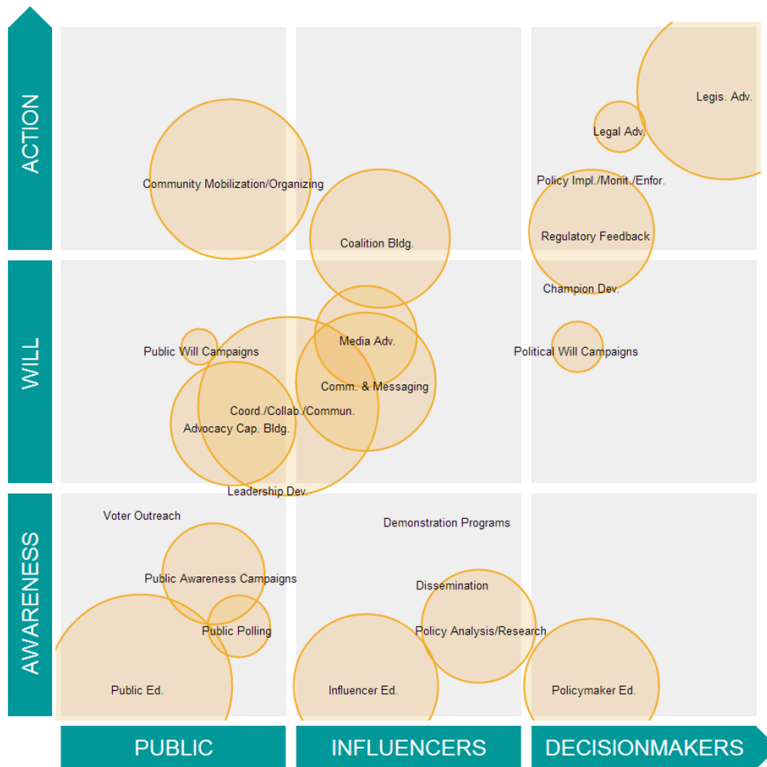 ACTION
Legis. Adv.
Legal Adv.
Community Mobilization/Organizing
Policy Impl./Monit./Enfor.
Coalition Bldg.
Regulatory Feedback
Champion Dev.
WILL
Public Will Campaigns
Media Adv.
Political Will Campaigns
Comm. & Messaging
Coord./Collab./Commun.
Advocacy Cap. Bldg.
Leadership Dev.
AWARENESS
Voter Outreach
Demonstration Programs
Public Awareness Campaigns
Dissemination
Public Polling
Policy Analysis/Research
Public Ed.
Influencer Ed.
Policymaker Ed.
PUBLIC
INFLUENCERS
DECISIONMAKERS